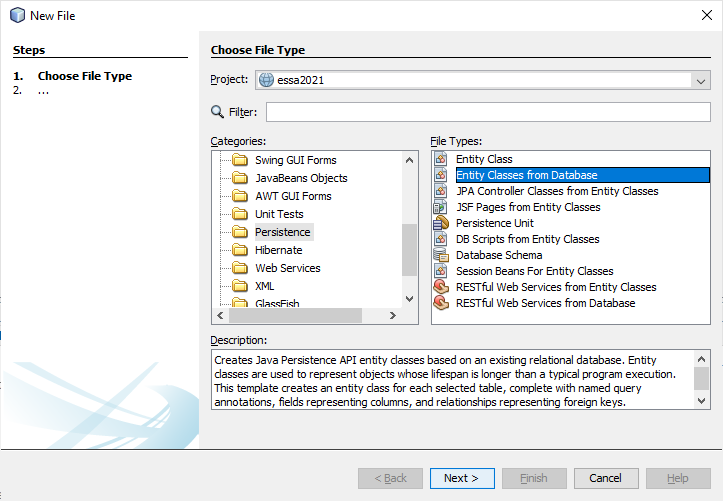 New File
Steps
1. Choose File Type
2. ...
Choose File Type
Project: essa2021
Filter:
Categories:
Swing GUI Forms
JavaBeans Objects
AWT GUI Forms
Unit Tests
Persistence
Hibernate
Web Services
XML
GlassFish
File Types:
Entity Class
Entity Classes from Database
JPA Controller Classes from Entity Classes
JSF Pages from Entity Classes
Persistence Unit
DB Scripts from Entity Classes
Database Schema
Session Beans For Entity Classes
RESTful Web Services from Entity Classes
RESTful Web Services from Database
Description:
Creates Java Persistence API entity classes based on an existing relational database. Entity
classes are used to represent objects whose lifespan is longer than a typical program execution.
This template creates an entity class for each selected table, complete with named query
annotations, fields representing columns, and relationships representing foreign keys.
< Back
Next >
Finish
Cancel
Help